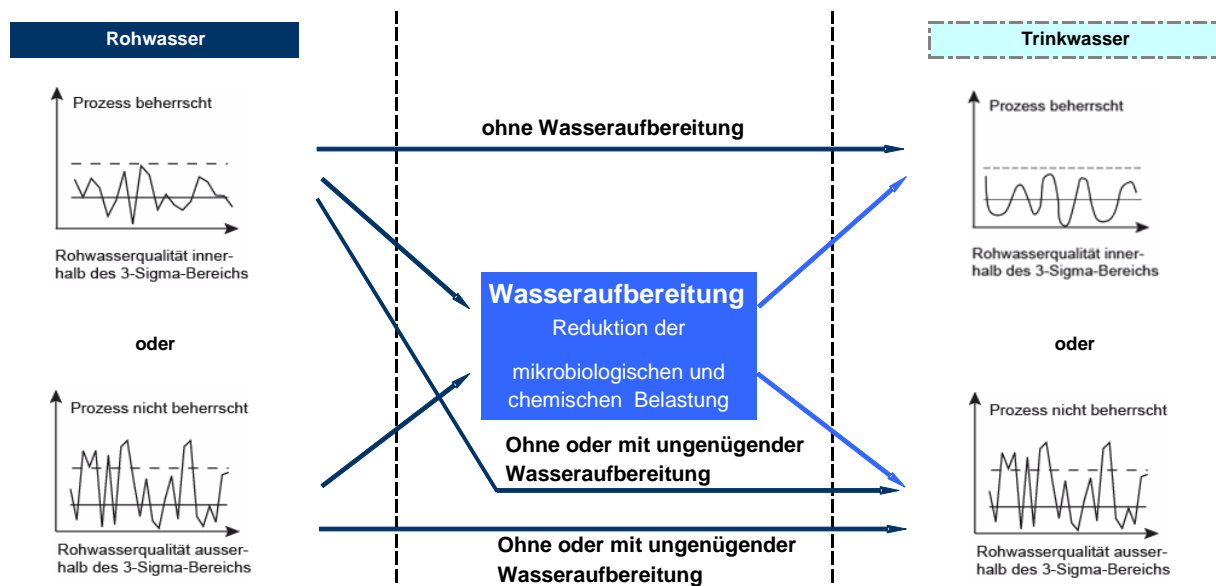 Rohwasser
Prozess beherrscht
Rohwasserqualität inner-
halb des 3-Sigma-Bereichs
oder
Prozess nicht beherrscht
Rohwasserqualität ausser-
halb des 3-Sigma-Bereichs
ohne Wasseraufbereitung
Wasseraufbereitung
Reduktion der
mikrobiologischen und
chemischen Belastung
Ohne oder mit ungenügender
Wasseraufbereitung
Ohne oder mit ungenügender
Wasseraufbereitung
Trinkwasser
Prozess beherrscht
Rohwasserqualität inner-
halb des 3-Sigma-Bereichs
oder
Prozess nicht beherrscht
Rohwasserqualität ausser-
halb des 3-Sigma-Bereichs